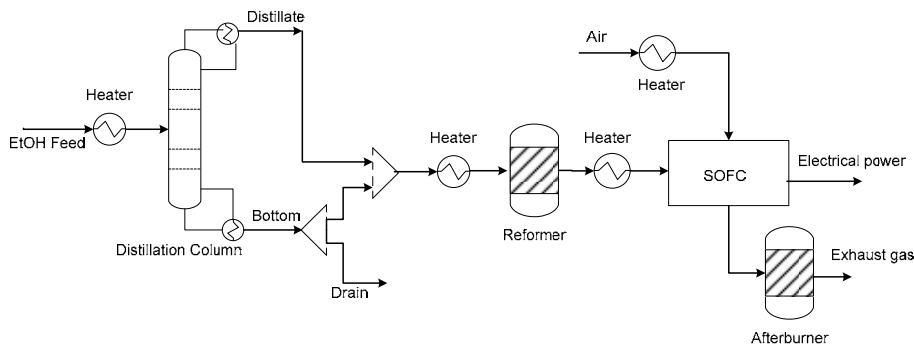 Distillate
Air
Heater
Heater
EtOH Feed
Heater
Heater
Electrical power
SOFC
Bottom
Reformer
Distillation Column
Exhaust gas
Drain
Afterburner